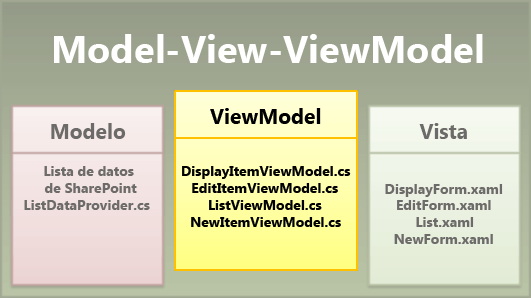 Model-View-ViewModel
Modelo
Lista de datos
de SharePoint
ListDataProvider.cs
ViewModel
DisplayItemViewModel.cs
EditItemViewModel.cs
ListViewModel.cs
NewItemViewModel.cs
Vista
DisplayForm.xaml
EditForm.xaml
List.xaml
NewForm.xaml